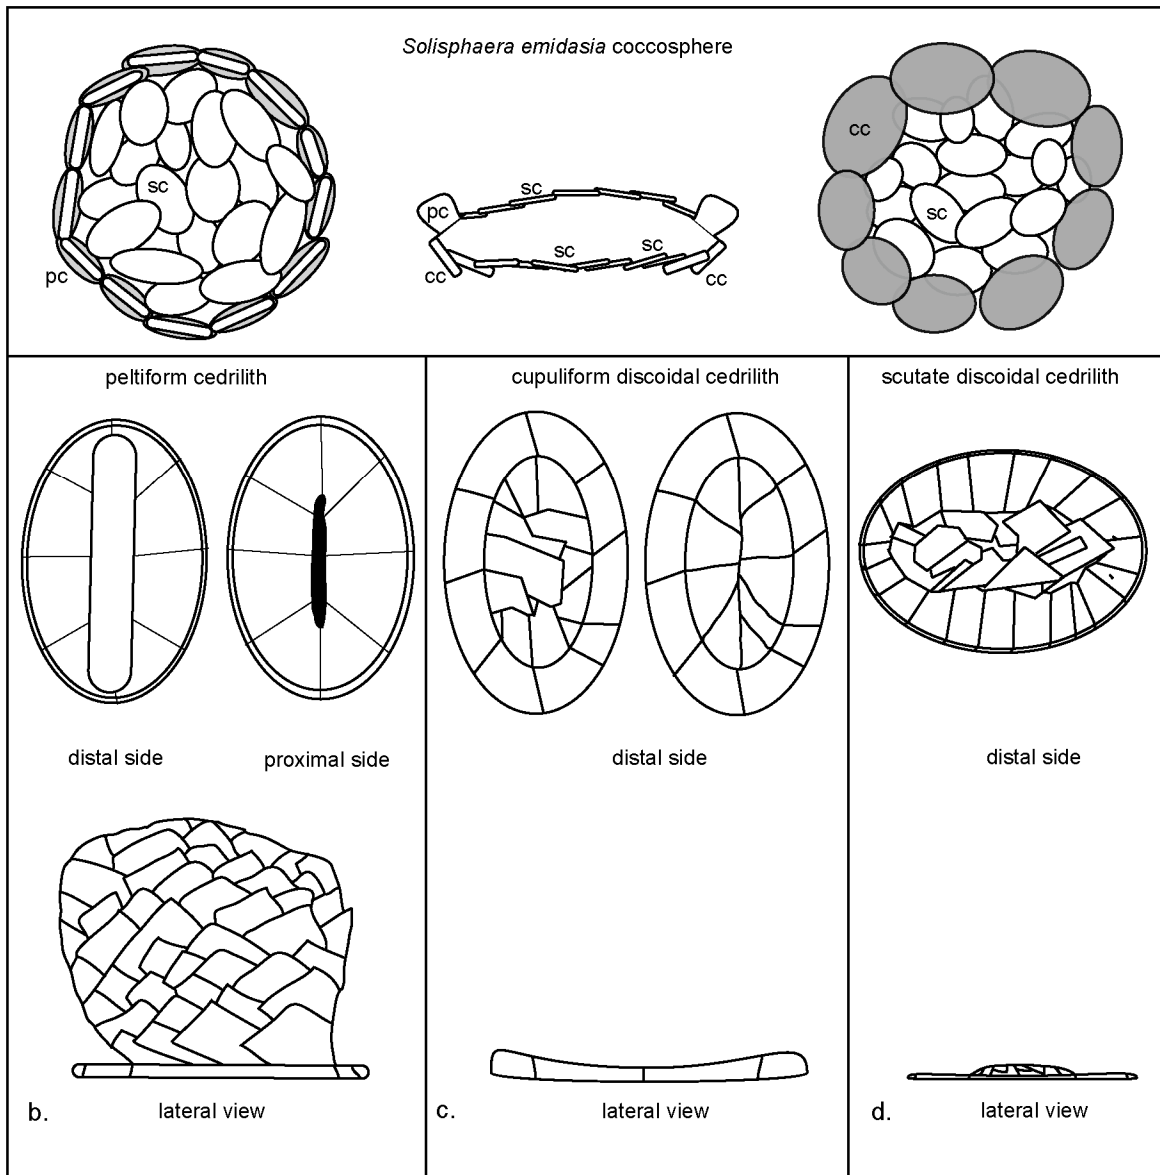 Solisphaera emidasia coccosphere
sc
pc
sc
pc
sc
sc
cc
cc
cc
sc
peltiform cedrilith
distal side
proximal side
b.
lateral view
cupuliform discoidal cedrilith
distal side
c.
lateral view
scutate discoidal cedrilith
distal side
d.
lateral view